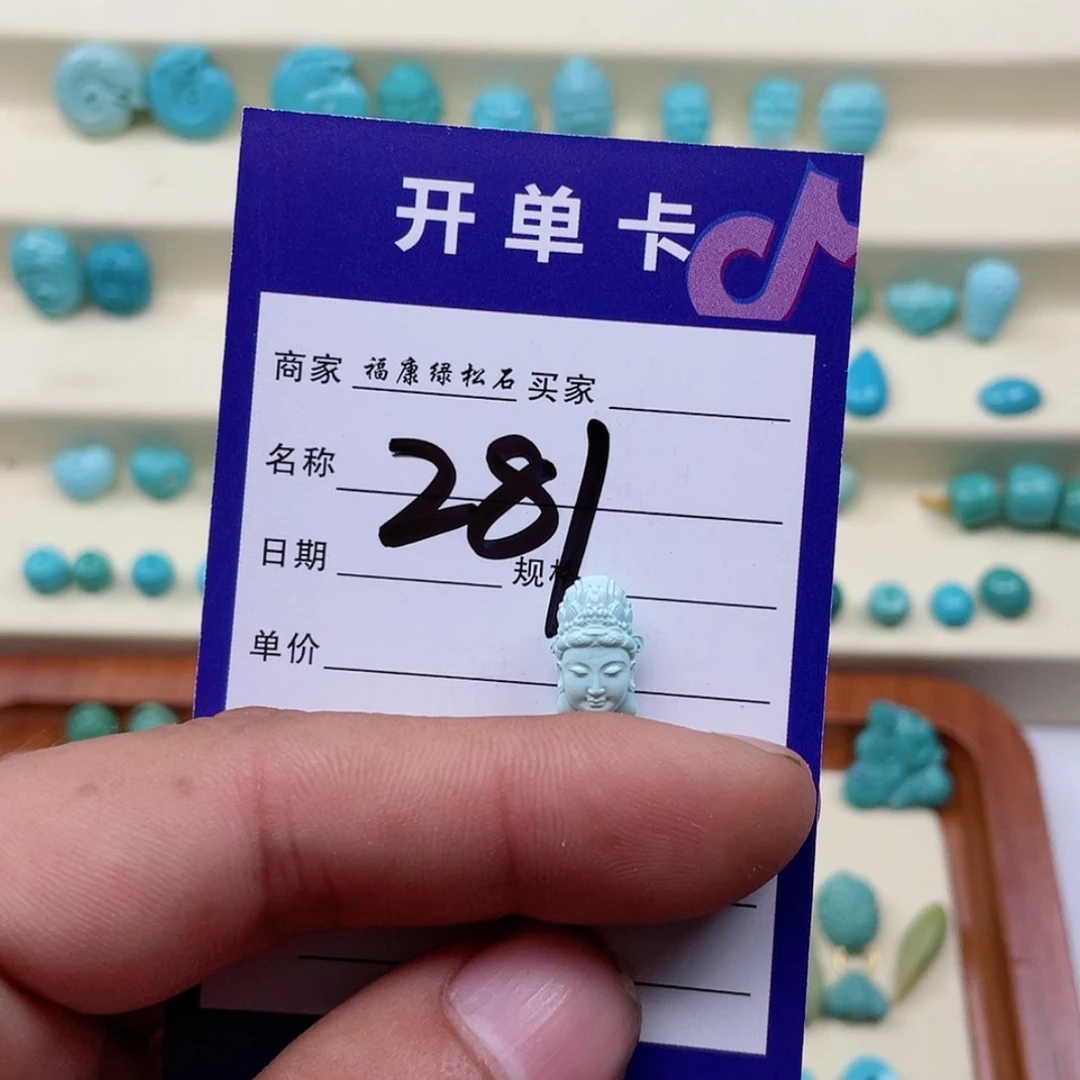 开单卡
商家 福康绿松石 买家
名称
281
日期 规格
单价